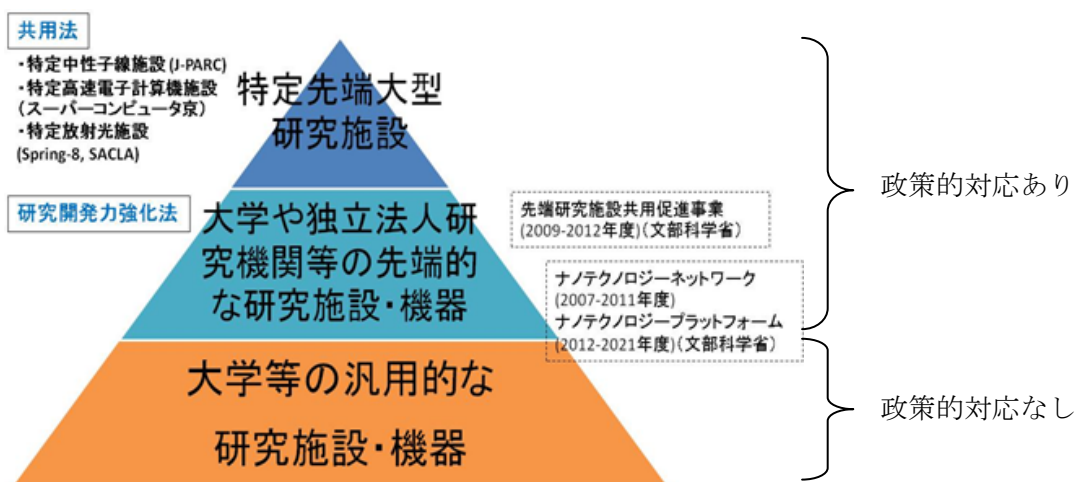 共用法
・特定中性子線施設(J-PARC)
・特定高速電子計算機施設
（スーパーコンピュータ京）
・特定放射光施設
(Spring-8, SACLA)
特定先端大型
研究施設
研究開発力強化法
大学や独立法人研
究機関等の先端的
な研究施設・機器
先端研究施設共用促進事業
(2009-2012年度)（文部科学省）
ナノテクノロジーネットワーク
(2007-2011年度)
ナノテクノロジープラットフォーム
(2012-2021年度)（文部科学省）
大学等の汎用的な
研究施設・機器
政策的対応あり
政策的対応なし